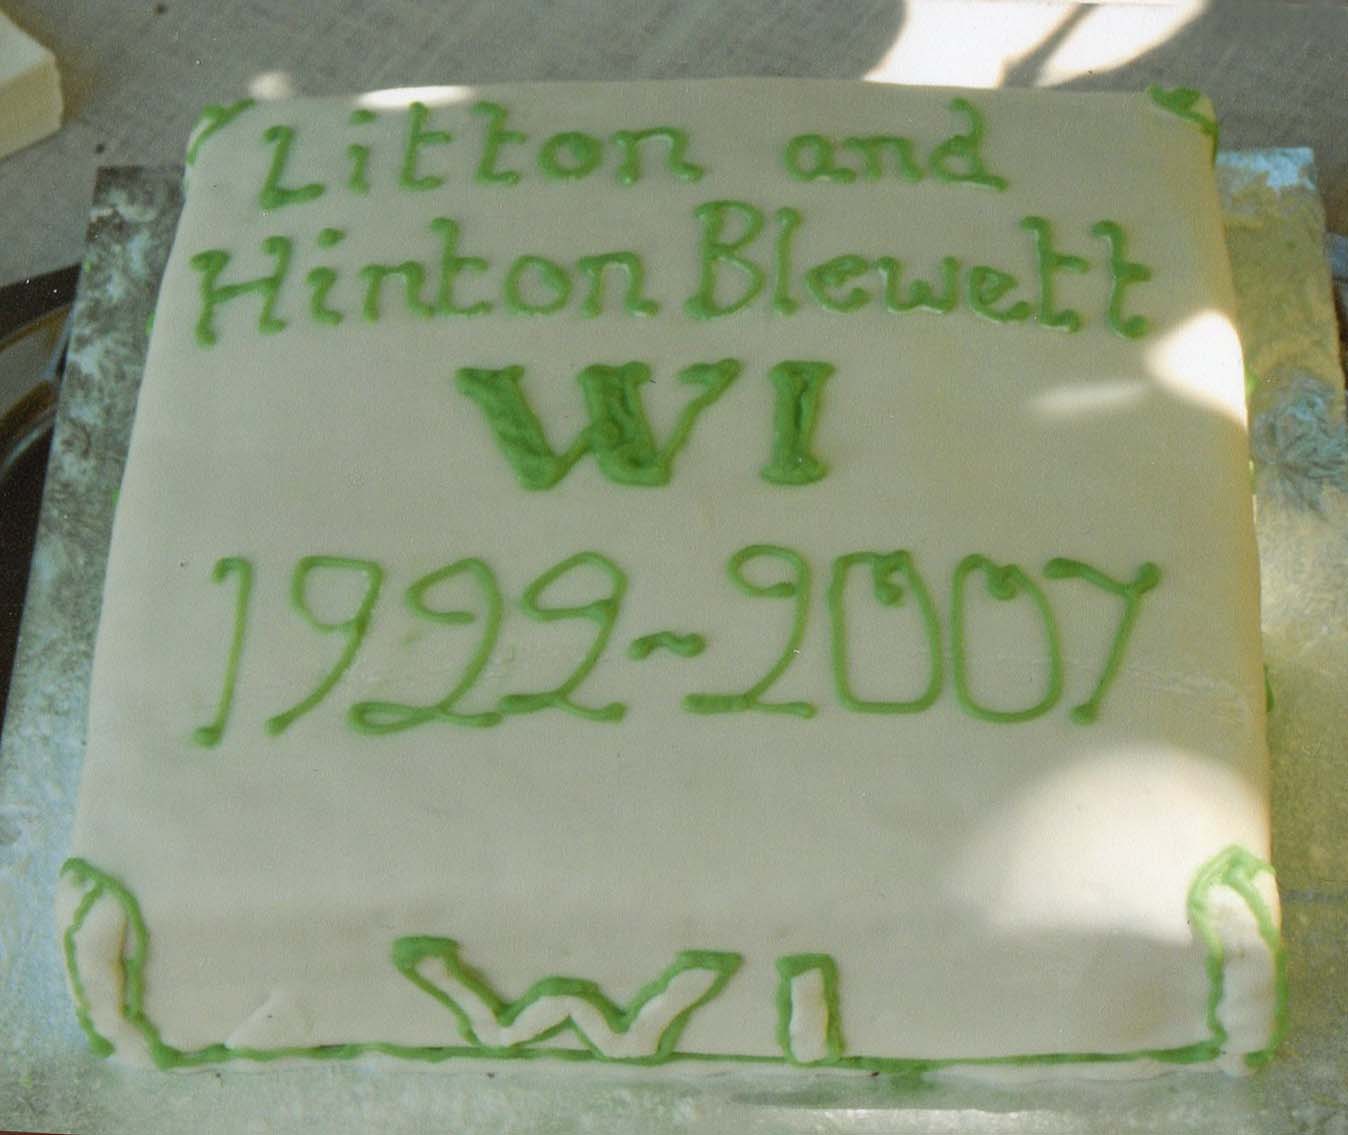 Litton and
Hinton Blewett
WI
1922~2007
WI